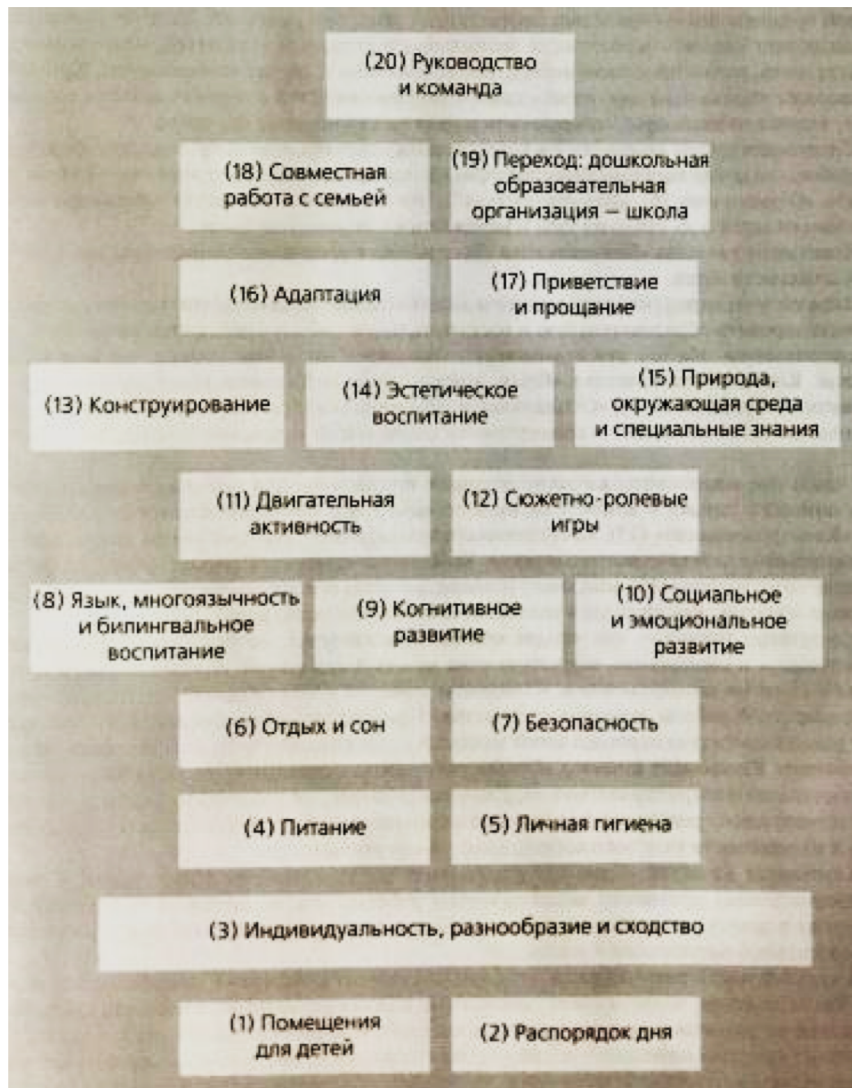 (20) Руководство
и команда
(18) Совместная
работа с семьей
(19) Переход: дошкольная
образовательная
организация — школа
(16) Адаптация
(17) Приветствие
и прощание
(13) Конструирование
(14) Эстетическое
воспитание
(15) Природа,
окружающая среда
и специальные знания
(11) Двигательная
активность
(12) Сюжетно-ролевые
игры
(8) Язык, многоязычность
и билингвальное
воспитание
(9) Когнитивное
развитие
(10) Социальное
и эмоциональное
развитие
(6) Отдых и сон
(7) Безопасность
(4) Питание
(5) Личная гигиена
(3) Индивидуальность, разнообразие и сходство
(1) Помещения
для детей
(2) Распорядок дня